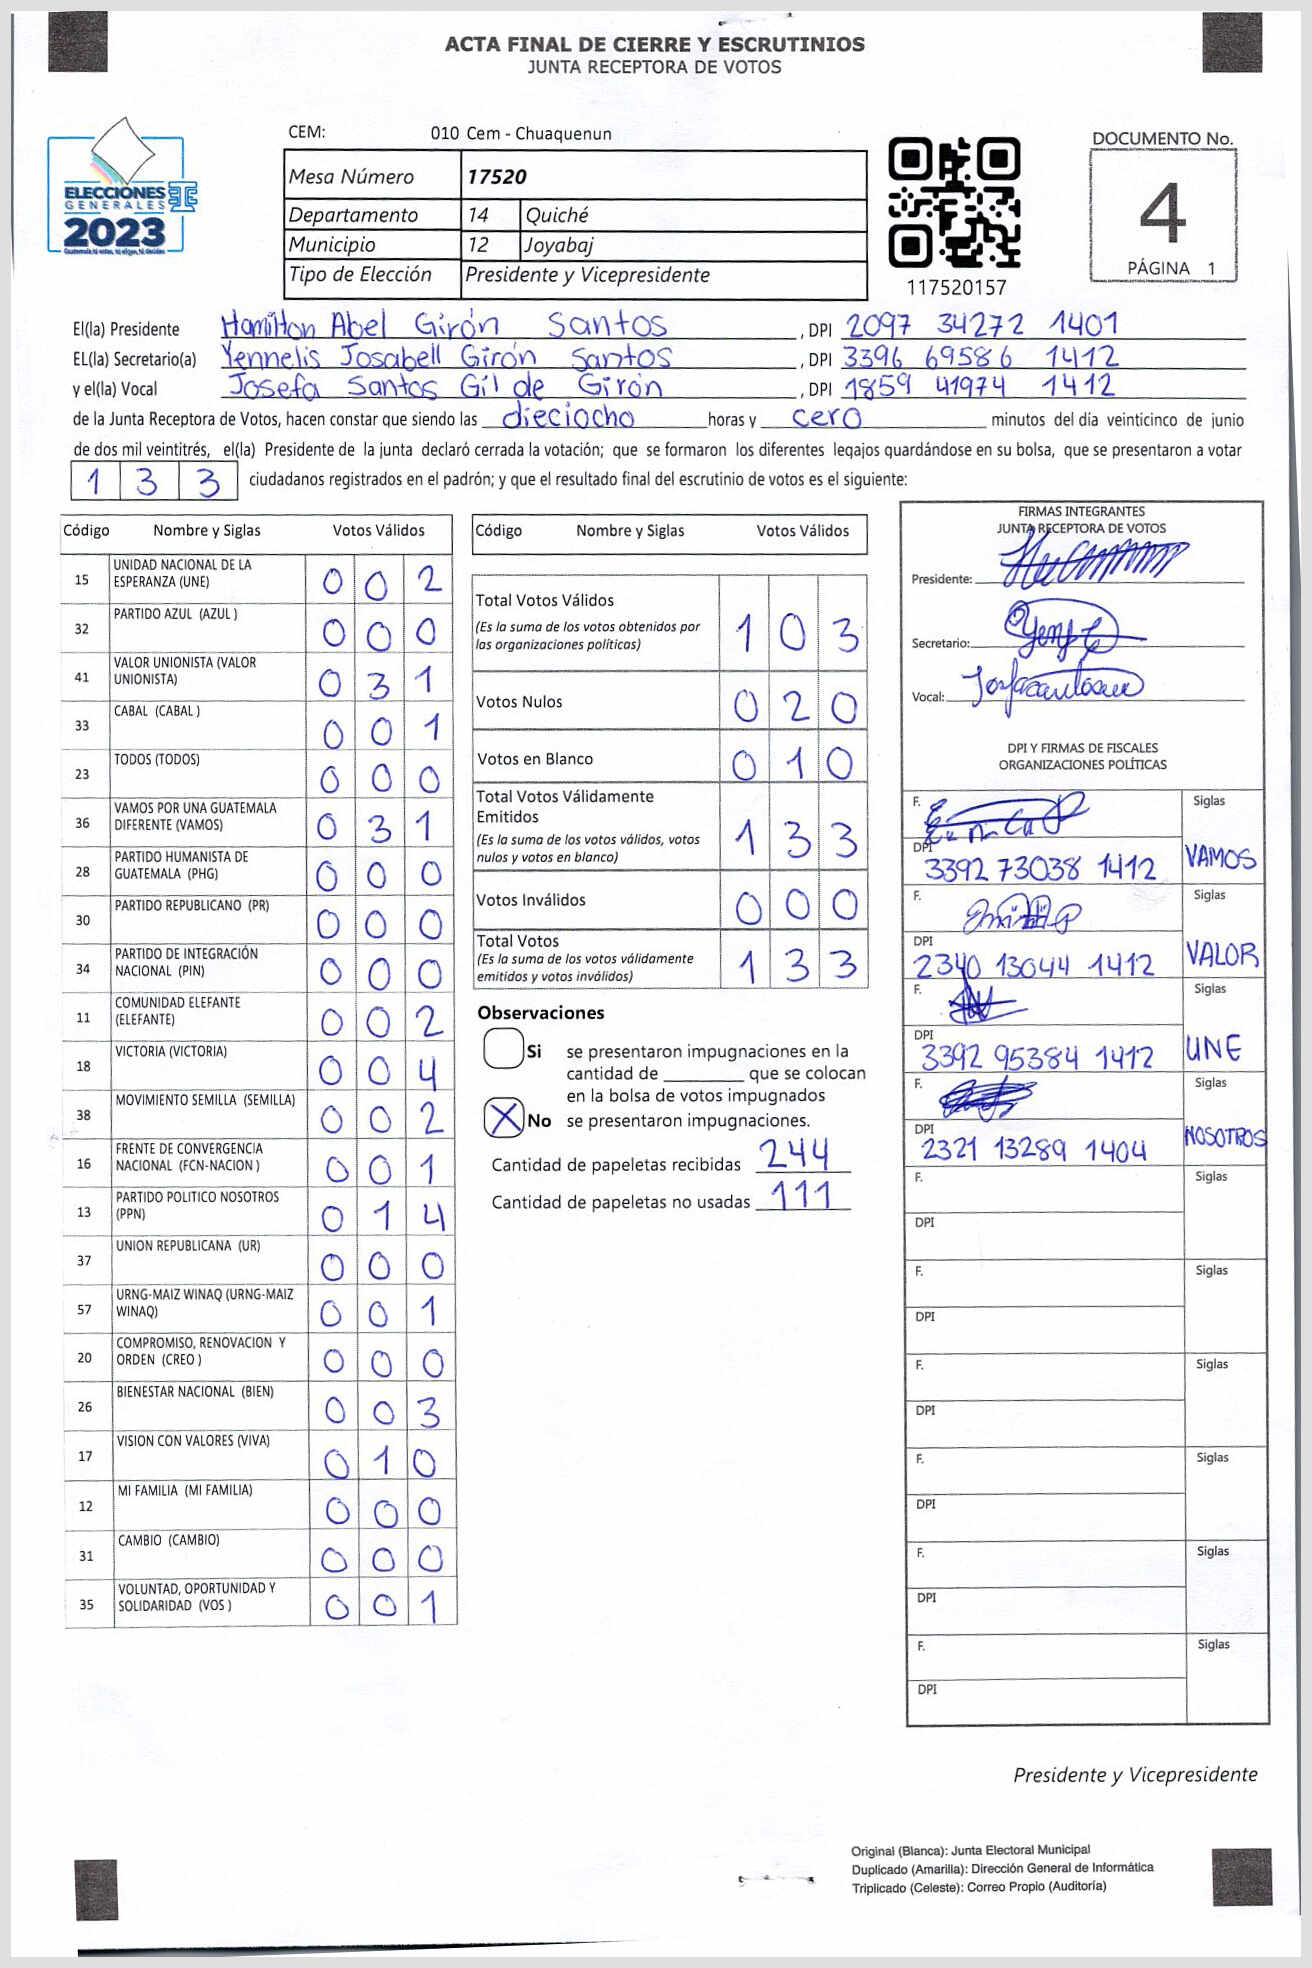 ACTA FINAL DE CIERRE Y ESCRUTINIOS
JUNTA RECEPTORA DE VOTOS
ELECCIONES
GENERALES
2023
CEM: 010 Cem - Chuaquenun
Mesa Número 17520
Departamento 14 Quiché
Municipio 12 Joyabaj
Tipo de Elección Presidente y Vicepresidente
117520157
DOCUMENTO No.
4
PÁGINA 1
El(la) Presidente Hamilton Abel Girón Santos , DPI 2097 34272 1401
EL(la) Secretario(a) Yennelis Josabell Girón Santos , DPI 3396 69586 1412
y el(la) Vocal Josefa Santos Gil de Girón , DPI 1859 41974 1412
de la Junta Receptora de Votos, hacen constar que siendo las dieciocho horas y cero minutos del día veinticinco de junio
de dos mil veintitrés, el(la) Presidente de la junta declaró cerrada la votación; que se formaron los diferentes legajos guardándose en su bolsa, que se presentaron a votar
1 3 3 ciudadanos registrados en el padrón; y que el resultado final del escrutinio de votos es el siguiente:
Código Nombre y Siglas Votos Válidos
15 UNIDAD NACIONAL DE LA
ESPERANZA (UNE) 0 0 2
32 PARTIDO AZUL (AZUL ) 0 0 0
41 VALOR UNIONISTA (VALOR
UNIONISTA) 0 3 1
33 CABAL (CABAL ) 0 0 1
23 TODOS (TODOS) 0 0 0
36 VAMOS POR UNA GUATEMALA
DIFERENTE (VAMOS) 0 3 1
28 PARTIDO HUMANISTA DE
GUATEMALA (PHG) 0 0 0
30 PARTIDO REPUBLICANO (PR) 0 0 0
34 PARTIDO DE INTEGRACIÓN
NACIONAL (PIN) 0 0 0
11 COMUNIDAD ELEFANTE
(ELEFANTE) 0 0 2
18 VICTORIA (VICTORIA) 0 0 4
38 MOVIMIENTO SEMILLA (SEMILLA) 0 0 2
16 FRENTE DE CONVERGENCIA
NACIONAL (FCN-NACION ) 0 0 1
13 PARTIDO POLITICO NOSOTROS
(PPN) 0 1 4
37 UNION REPUBLICANA (UR) 0 0 0
57 URNG-MAIZ WINAQ (URNG-MAIZ
WINAQ) 0 0 1
20 COMPROMISO, RENOVACION Y
ORDEN (CREO ) 0 0 0
26 BIENESTAR NACIONAL (BIEN) 0 0 3
17 VISION CON VALORES (VIVA) 0 1 0
12 MI FAMILIA (MI FAMILIA) 0 0 0
31 CAMBIO (CAMBIO) 0 0 0
35 VOLUNTAD, OPORTUNIDAD Y
SOLIDARIDAD (VOS ) 0 0 1
Código Nombre y Siglas Votos Válidos
Total Votos Válidos
(Es la suma de los votos obtenidos por
las organizaciones políticas) 1 0 3
Votos Nulos 0 2 0
Votos en Blanco 0 1 0
Total Votos Válidamente
Emitidos
(Es la suma de los votos válidos, votos
nulos y votos en blanco) 1 3 3
Votos Inválidos 0 0 0
Total Votos
(Es la suma de los votos válidamente
emitidos y votos inválidos) 1 3 3
Observaciones
Si se presentaron impugnaciones en la
cantidad de ________ que se colocan
en la bolsa de votos impugnados
X No se presentaron impugnaciones.
Cantidad de papeletas recibidas 244
Cantidad de papeletas no usadas 111
FIRMAS INTEGRANTES
JUNTA RECEPTORA DE VOTOS
Presidente:
Secretario:
Vocal:
DPI Y FIRMAS DE FISCALES
ORGANIZACIONES POLÍTICAS
F. Siglas
DPI 3392 73038 1412 VAMOS
F. Siglas
DPI 2340 13044 1412 VALOR
F. Siglas
DPI 3392 95384 1412 UNE
F. Siglas
DPI 2321 13289 1404 NOSOTROS
F. Siglas
DPI
F. Siglas
DPI
F. Siglas
DPI
F. Siglas
DPI
F. Siglas
DPI
F. Siglas
DPI
Presidente y Vicepresidente
Original (Blanca): Junta Electoral Municipal
Duplicado (Amarilla): Dirección General de Informática
Triplicado (Celeste): Correo Propio (Auditoría)